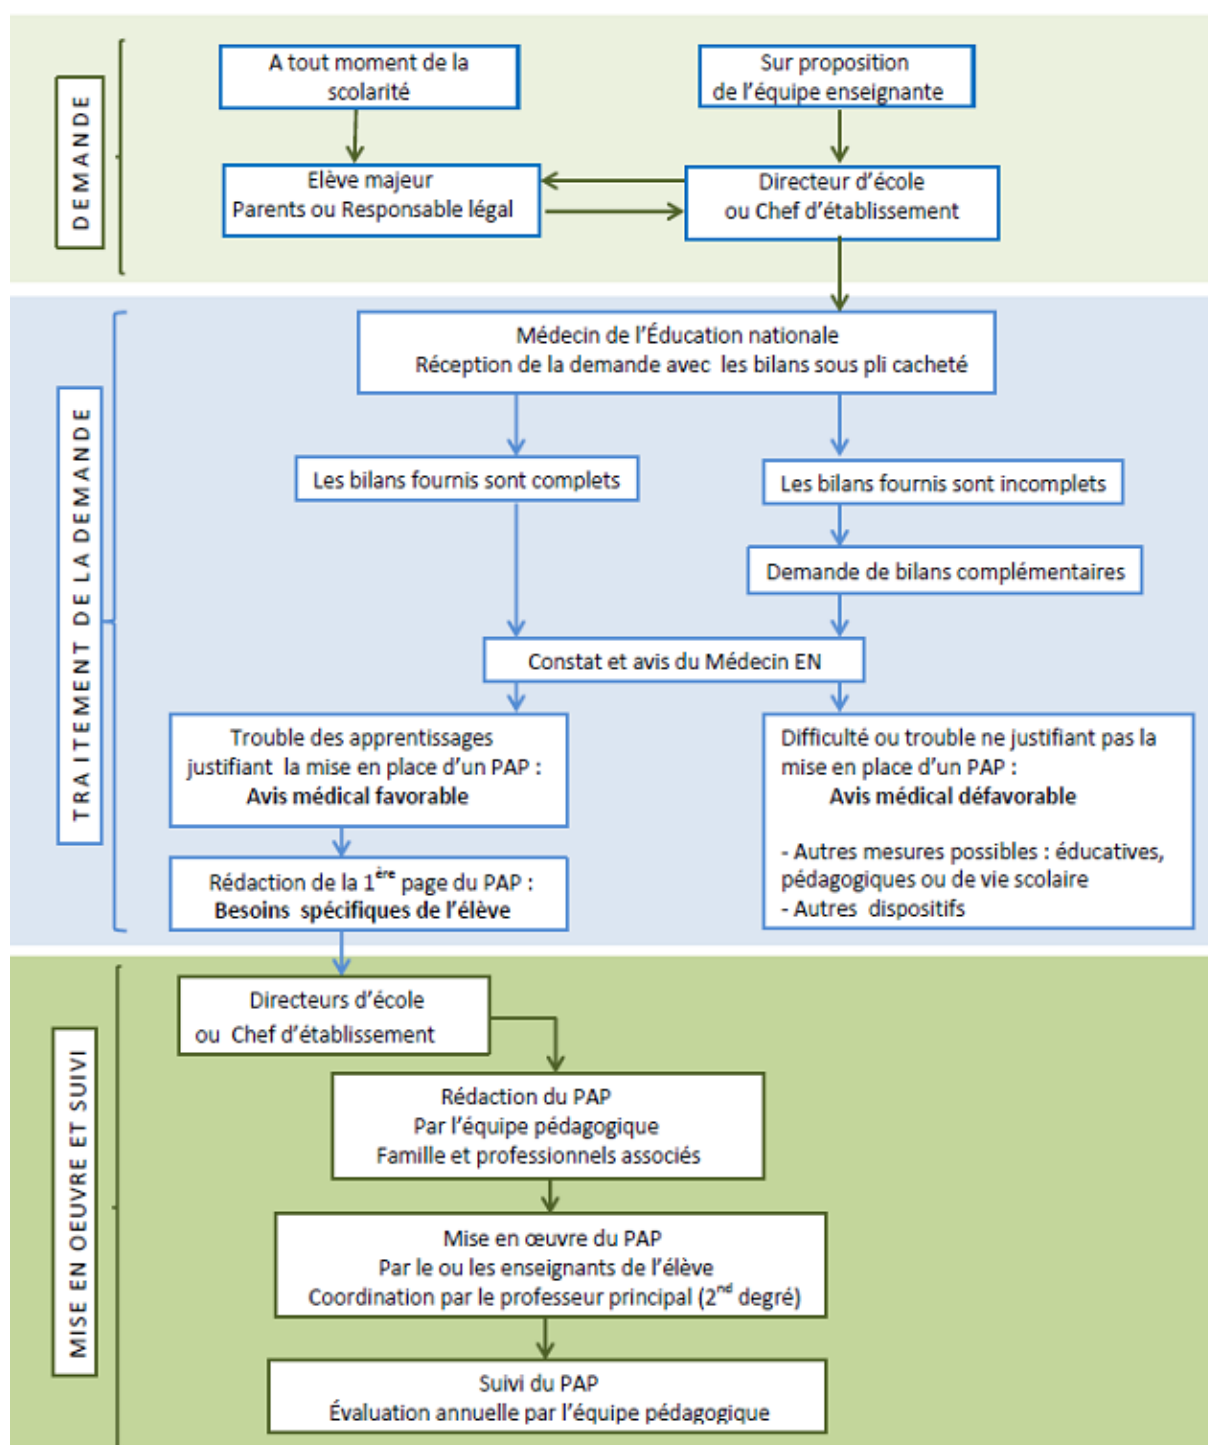 DEMANDE
A tout moment de la
scolarité
Sur proposition
de l'équipe enseignante
Elève majeur
Parents ou Responsable légal
Directeur d'école
ou Chef d'établissement
TRAITEMENT DE LA DEMANDE
Médecin de l'Éducation nationale
Réception de la demande avec les bilans sous pli cacheté
Les bilans fournis sont complets
Les bilans fournis sont incomplets
Demande de bilans complémentaires
Constat et avis du Médecin EN
Trouble des apprentissages
justifiant la mise en place d'un PAP :
Avis médical favorable
Difficulté ou trouble ne justifiant pas la
mise en place d'un PAP :
Avis médical défavorable
- Autres mesures possibles : éducatives,
pédagogiques ou de vie scolaire
- Autres dispositifs
Rédaction de la 1ère page du PAP :
Besoins spécifiques de l'élève
MISE EN OEUVRE ET SUIVI
Directeurs d'école
ou Chef d'établissement
Rédaction du PAP
Par l'équipe pédagogique
Famille et professionnels associés
Mise en œuvre du PAP
Par le ou les enseignants de l'élève
Coordination par le professeur principal (2nd degré)
Suivi du PAP
Évaluation annuelle par l'équipe pédagogique